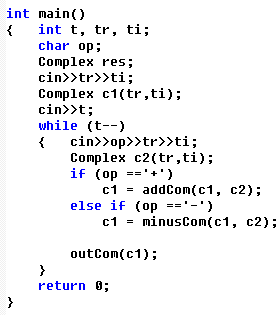 int main()
{   int t, tr, ti;
    char op;
    Complex res;
    cin>>tr>>ti;
    Complex c1(tr,ti);
    cin>>t;
    while (t--)
    {   cin>>op>>tr>>ti;
        Complex c2(tr,ti);
        if (op =='+')
            c1 = addCom(c1, c2);
        else if (op =='-')
            c1 = minusCom(c1, c2);
        outCom(c1);
    }
    return 0;
}